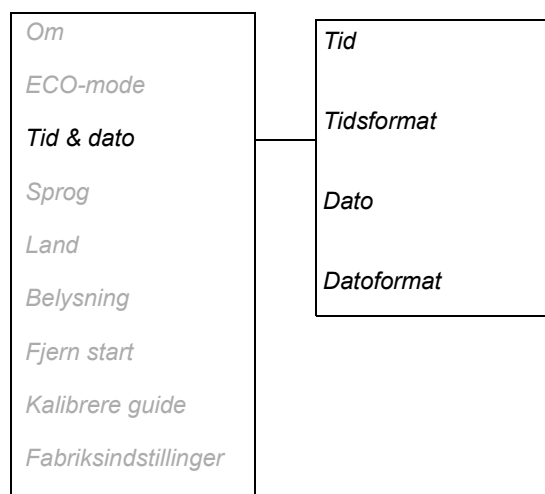 Om
ECO-mode
Tid & dato
Sprog
Land
Belysning
Fjern start
Kalibrere guide
Fabriksindstillinger
Tid
Tidsformat
Dato
Datoformat